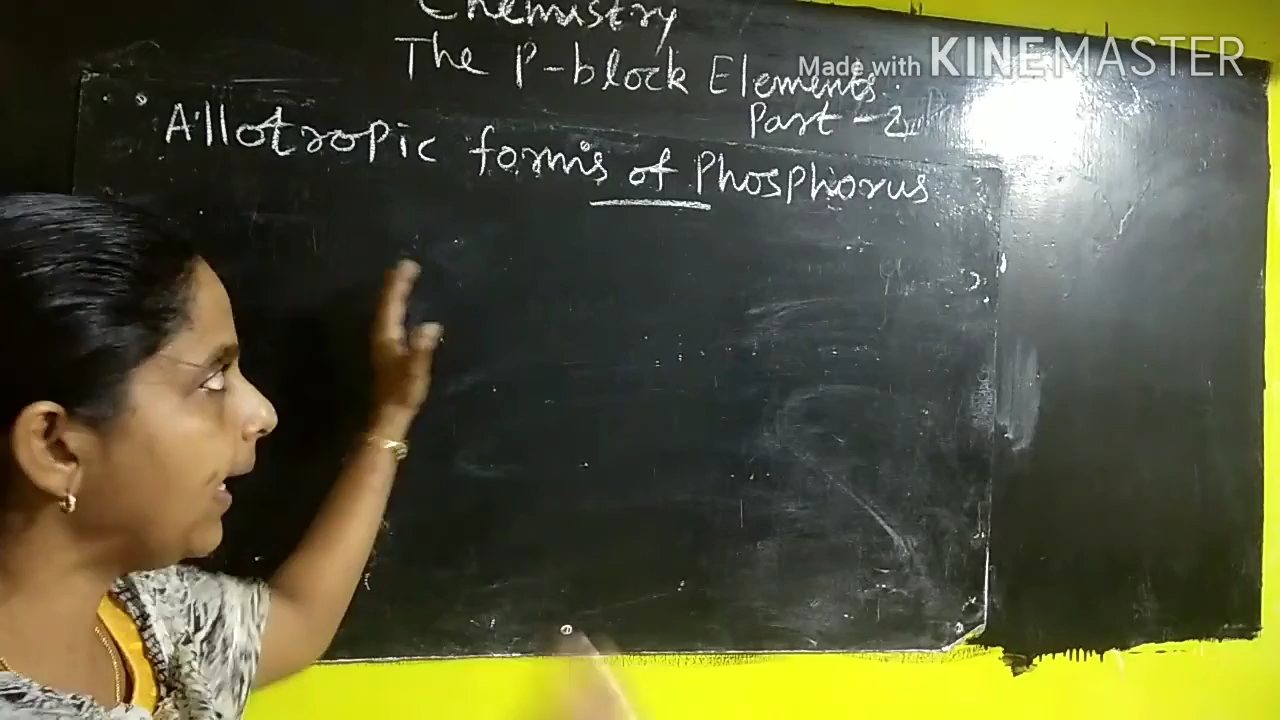 Chemistry
The P-block Elements.
Part - 2
Allotropic forms of Phosphorus
Made with KINEMASTER